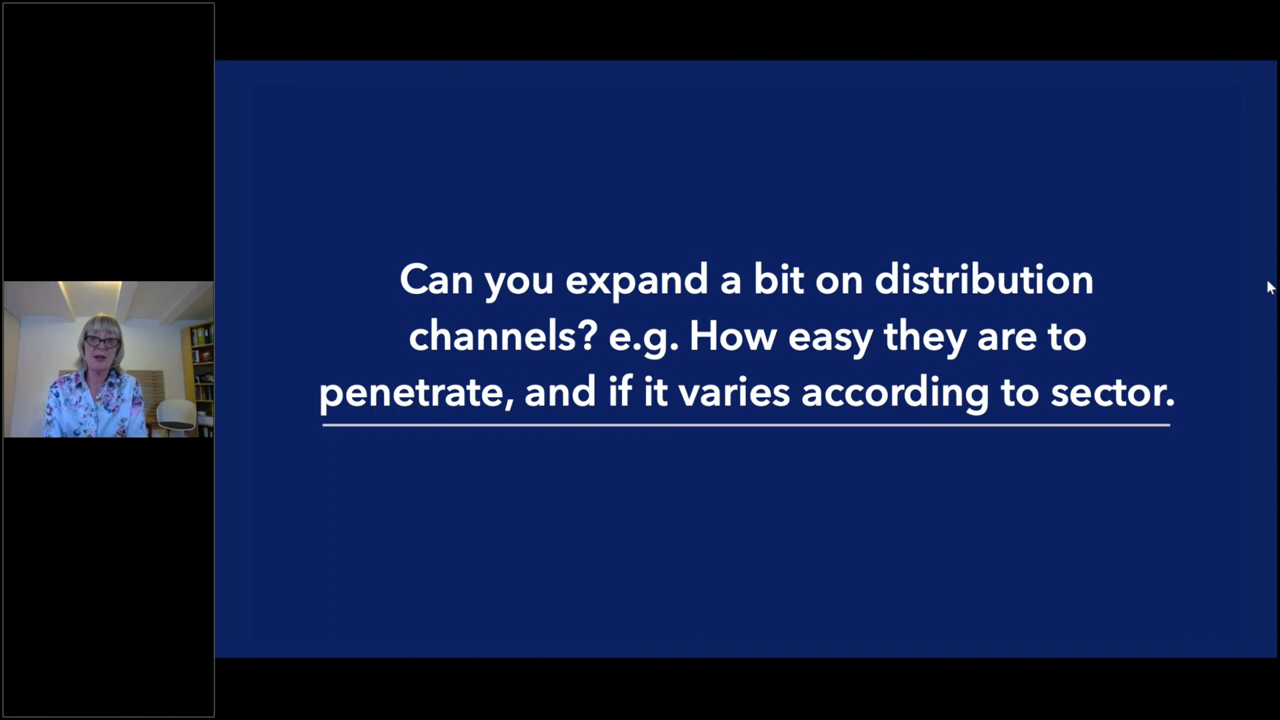 Can you expand a bit on distribution
channels? e.g. How easy they are to
penetrate, and if it varies according to sector.